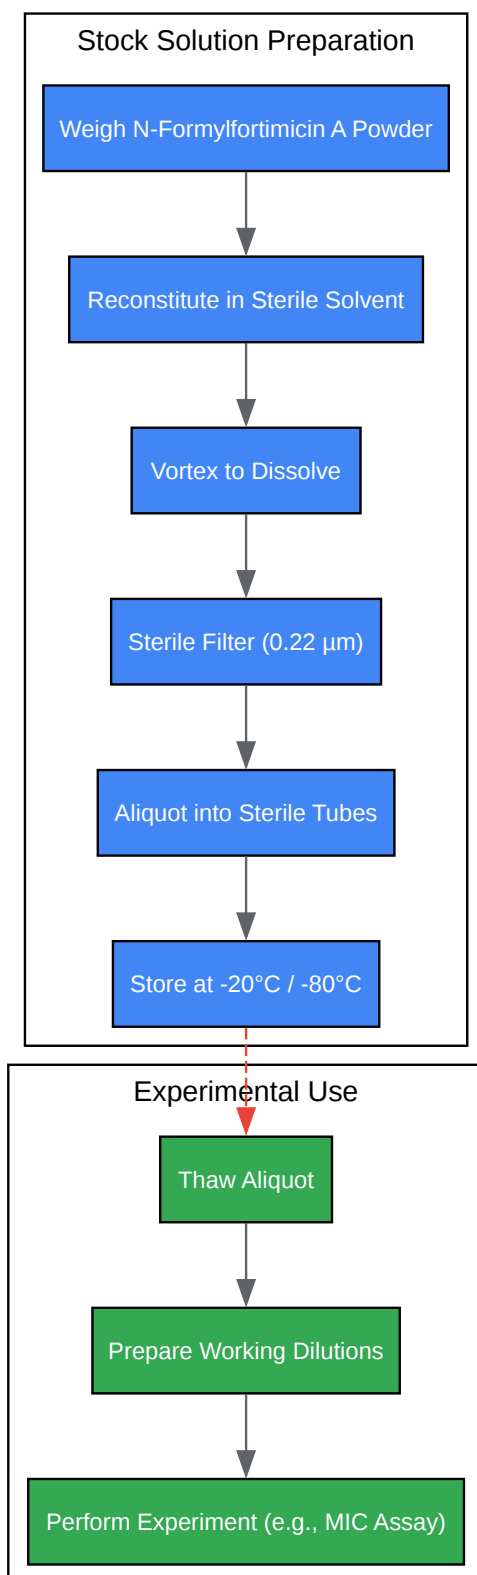 Stock Solution Preparation
Weigh N-Formylfortimicin A Powder
Reconstitute in Sterile Solvent
Vortex to Dissolve
Sterile Filter (0.22 µm)
Aliquot into Sterile Tubes
Store at -20°C / -80°C
Experimental Use
Thaw Aliquot
Prepare Working Dilutions
Perform Experiment (e.g., MIC Assay)